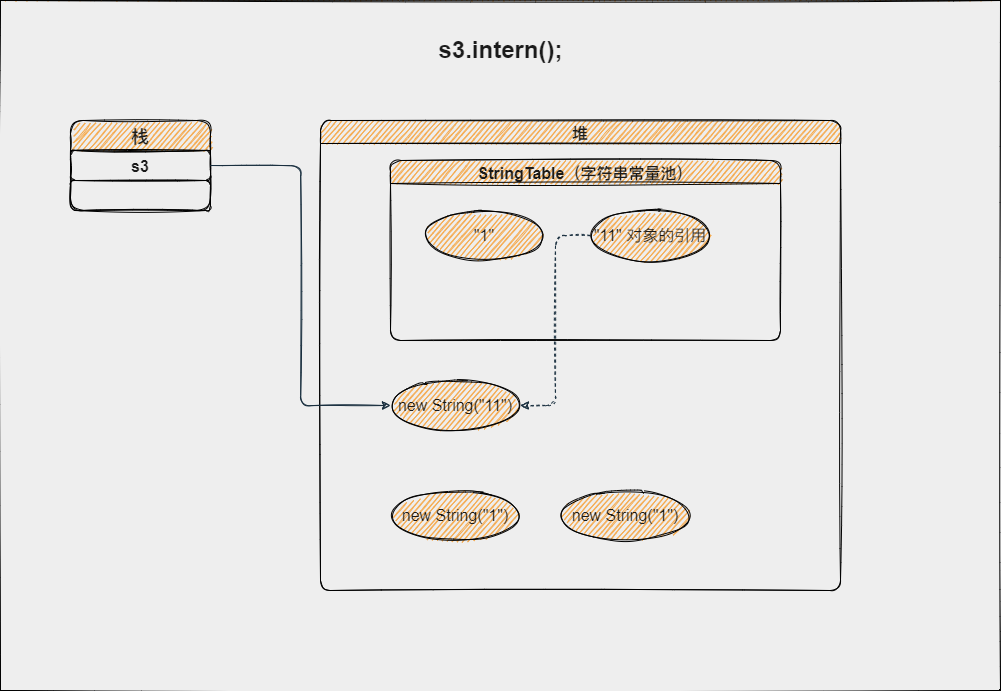 s3.intern();
栈
s3
堆
StringTable（字符串常量池）
"1"
"11" 对象的引用
new String("11")
new String("1")
new String("1")